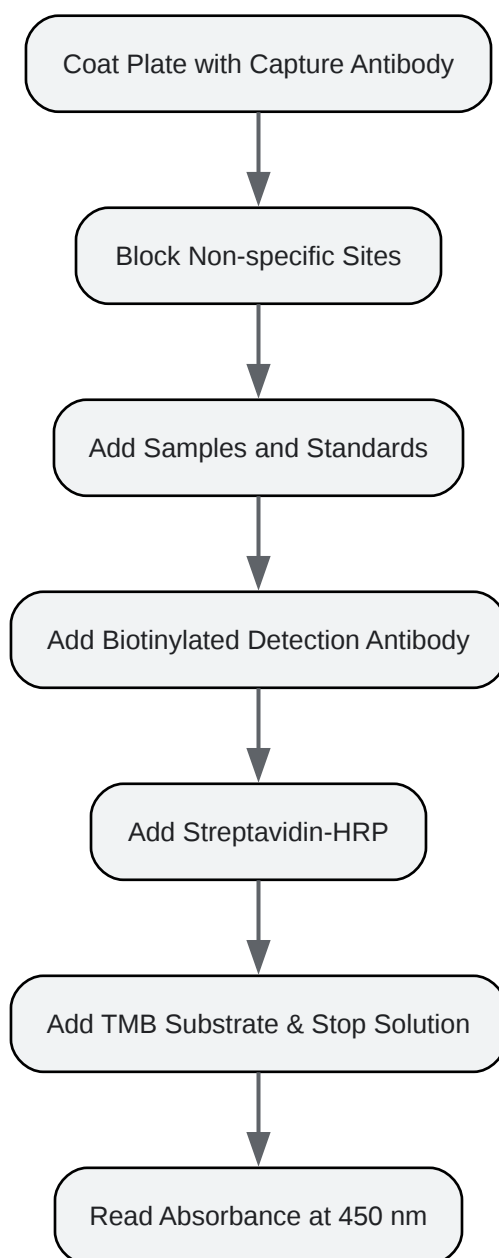 Coat Plate with Capture Antibody
Block Non-specific Sites
Add Samples and Standards
Add Biotinylated Detection Antibody
Add Streptavidin-HRP
Add TMB Substrate & Stop Solution
Read Absorbance at 450 nm